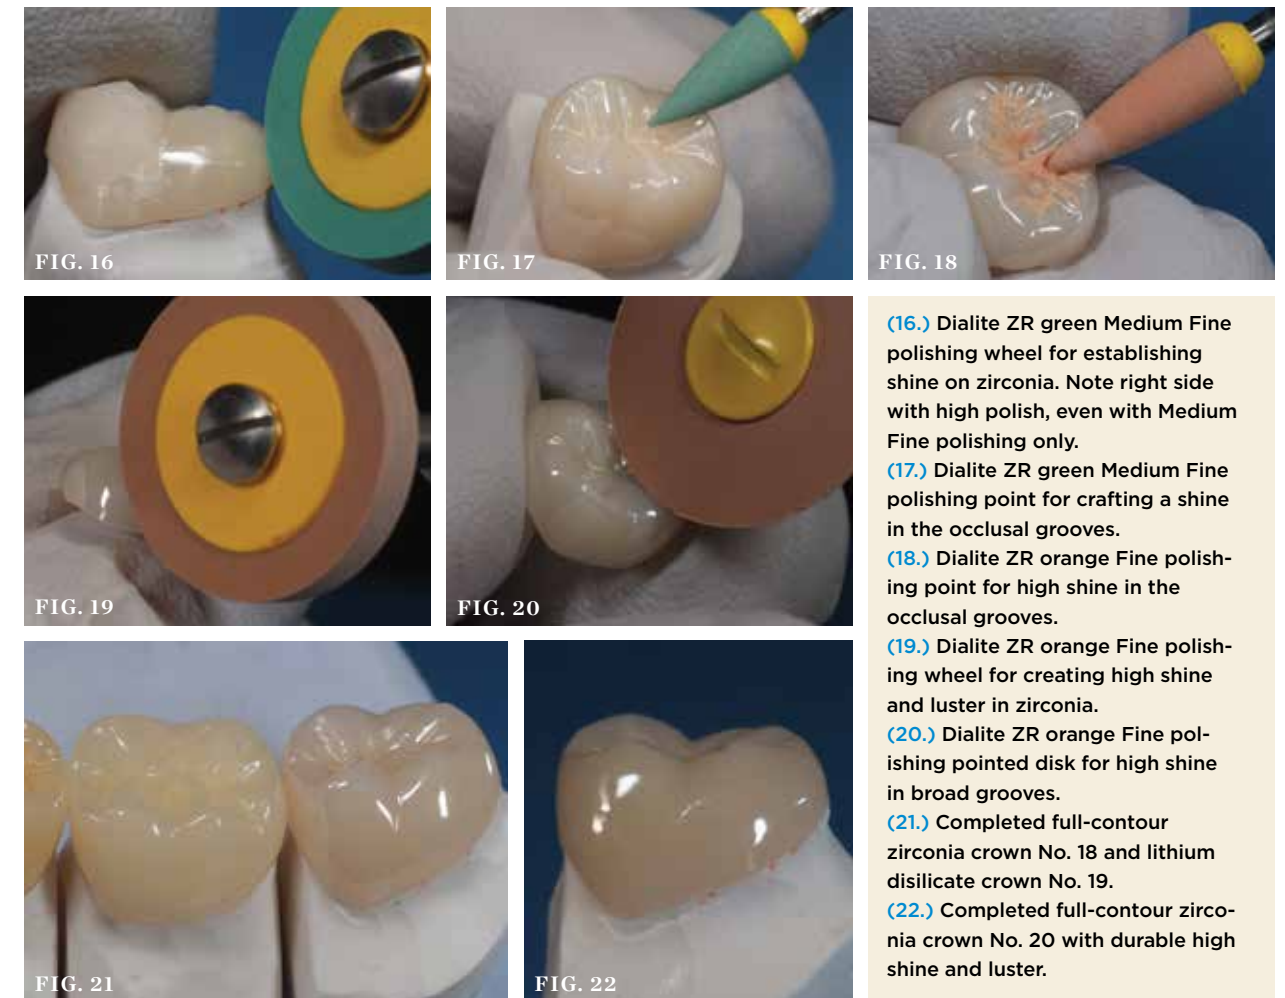 FIG. 16
FIG. 17
FIG. 18
FIG. 19
FIG. 20
(16.) Dialite ZR green Medium Fine
polishing wheel for establishing
shine on zirconia. Note right side
with high polish, even with Medium
Fine polishing only.
(17.) Dialite ZR green Medium Fine
polishing point for crafting a shine
in the occlusal grooves.
(18.) Dialite ZR orange Fine polish-
ing point for high shine in the
occlusal grooves.
(19.) Dialite ZR orange Fine polish-
ing wheel for creating high shine
and luster in zirconia.
(20.) Dialite ZR orange Fine pol-
ishing pointed disk for high shine
in broad grooves.
(21.) Completed full-contour
zirconia crown No. 18 and lithium
disilicate crown No. 19.
(22.) Completed full-contour zirco-
nia crown No. 20 with durable high
shine and luster.
FIG. 21
FIG. 22